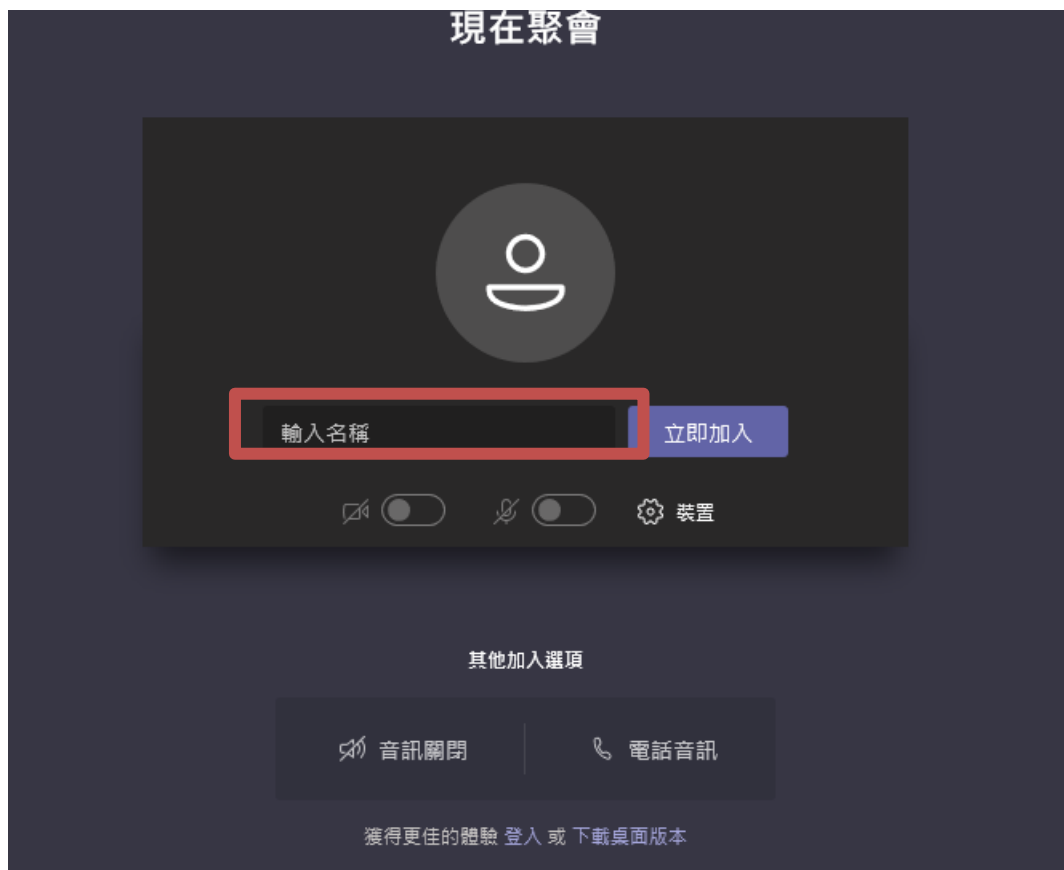 現在聚會
輸入名稱 立即加入
裝置
其他加入選項
音訊關閉 電話音訊
獲得更佳的體驗 登入 或 下載桌面版本